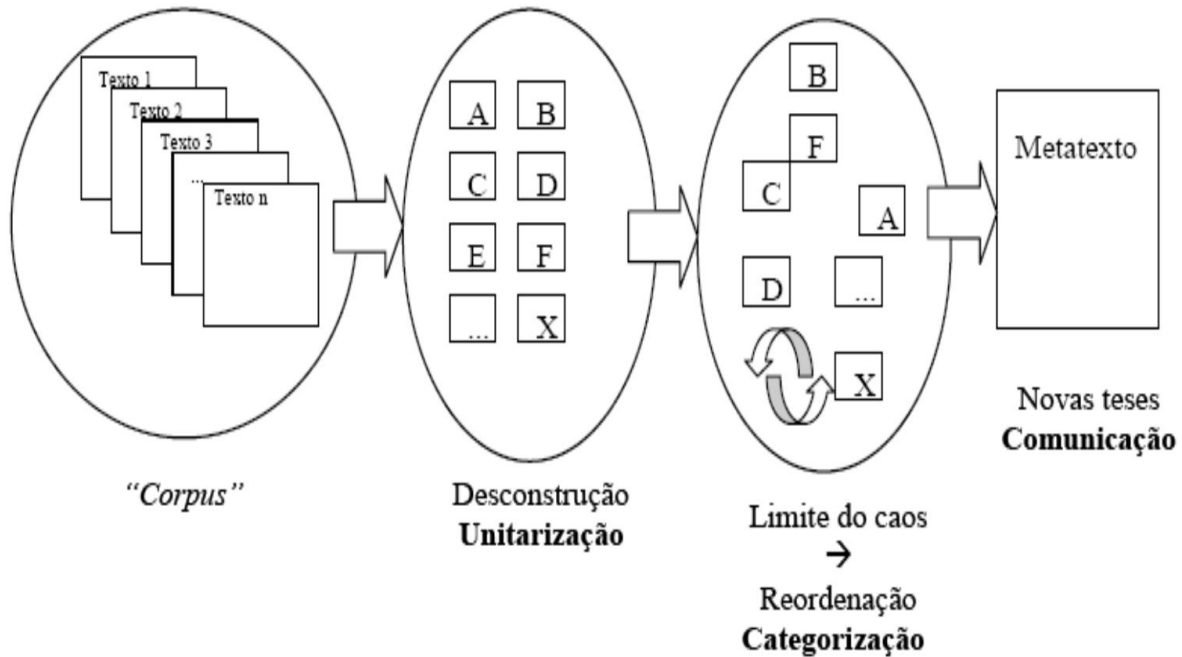 Texto 1
Texto 2
Texto 3
...
Texto n
“Corpus”
A B
C D
E F
... X
Desconstrução
Unitarização
B
F
C
A
D ...
X
Limite do caos
→
Reordenação
Categorização
Metatexto
Novas teses
Comunicação